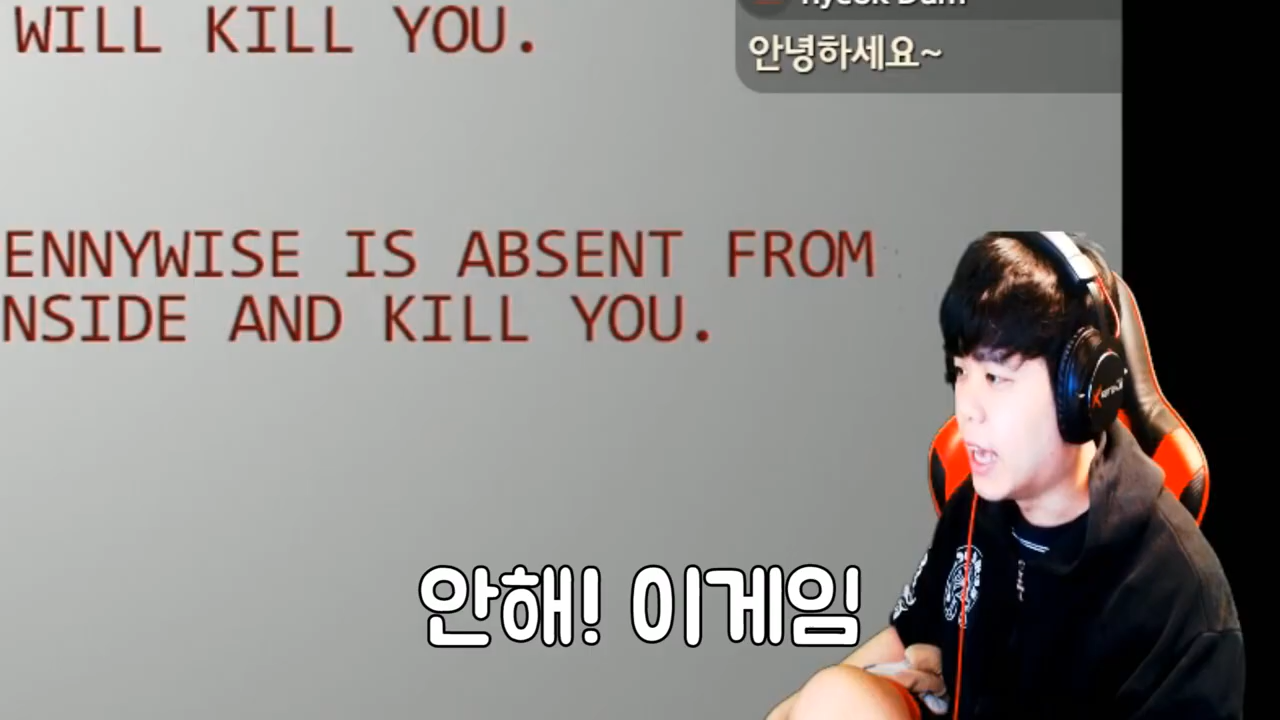 WILL KILL YOU.
안녕하세요~
ENNYWISE IS ABSENT FROM
NSIDE AND KILL YOU.
안해! 이게임